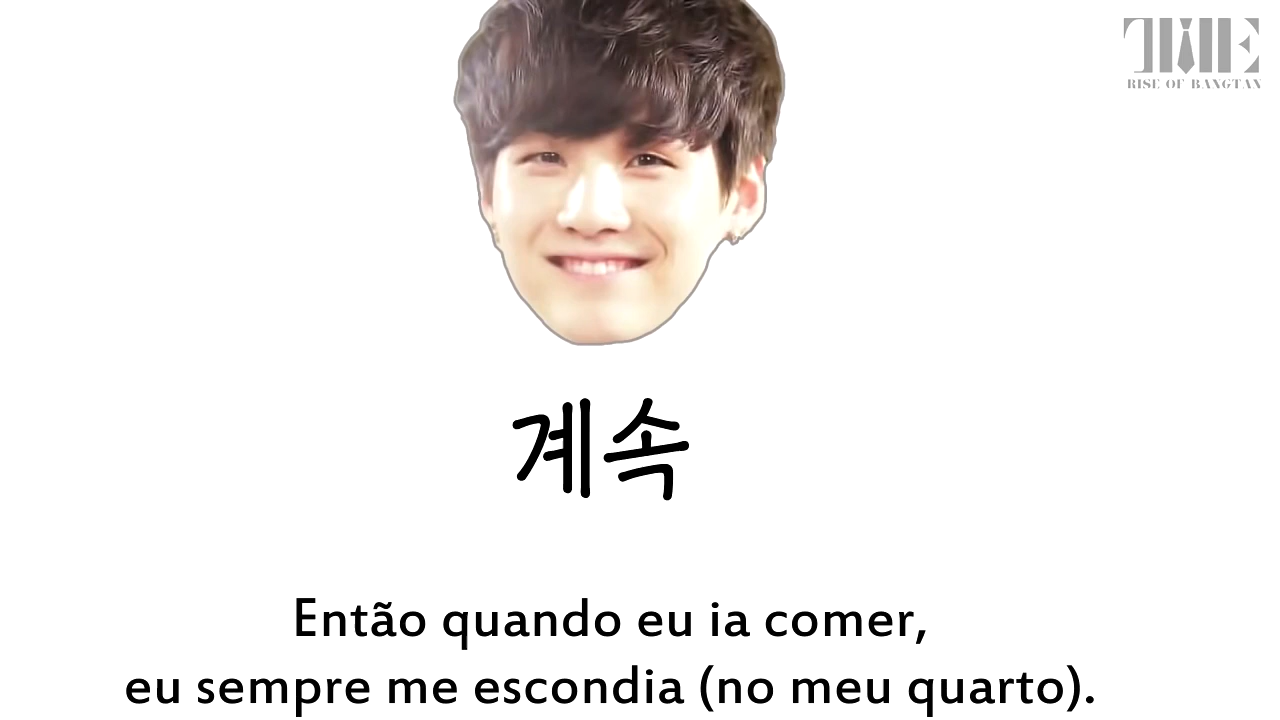 THE
RISE OF BANGTAN
계속
Então quando eu ia comer,
eu sempre me escondia (no meu quarto).